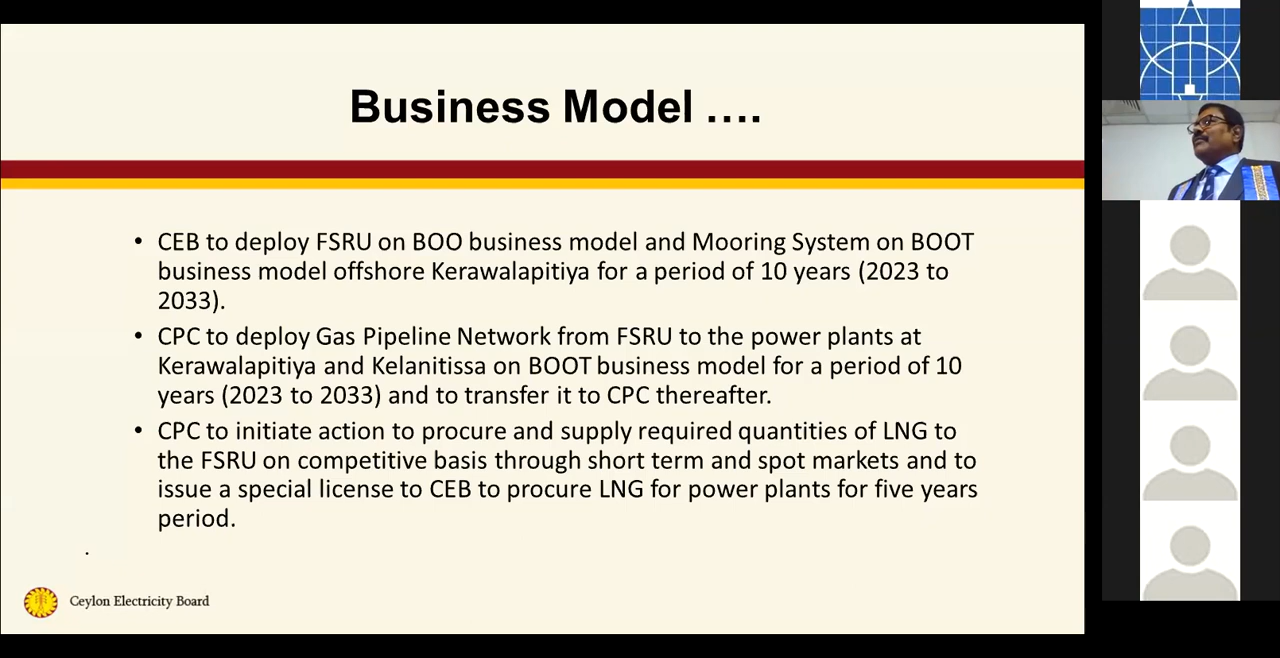 Business Model ....
• CEB to deploy FSRU on BOO business model and Mooring System on BOOT
business model offshore Kerawalapitiya for a period of 10 years (2023 to
2033).
• CPC to deploy Gas Pipeline Network from FSRU to the power plants at
Kerawalapitiya and Kelanitissa on BOOT business model for a period of 10
years (2023 to 2033) and to transfer it to CPC thereafter.
• CPC to initiate action to procure and supply required quantities of LNG to
the FSRU on competitive basis through short term and spot markets and to
issue a special license to CEB to procure LNG for power plants for five years
period.
.
Ceylon Electricity Board